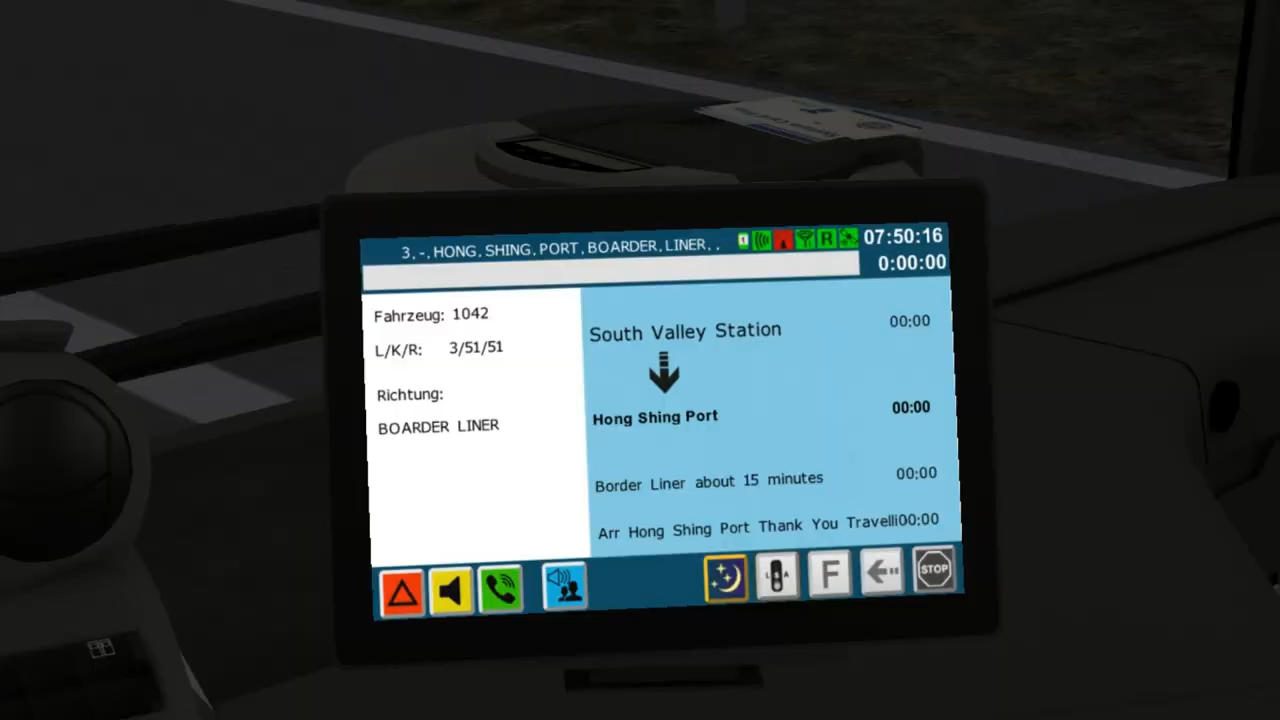 3,-,HONG,SHING,PORT,BOARDER,LINER,.
1
R
07:50:16
0:00:00
Fahrzeug: 1042
L/K/R: 3/51/51
Richtung:
BOARDER LINER
South Valley Station 00:00
Hong Shing Port 00:00
Border Liner about 15 minutes 00:00
Arr Hong Shing Port Thank You Travelli00:00
L A
F
STOP